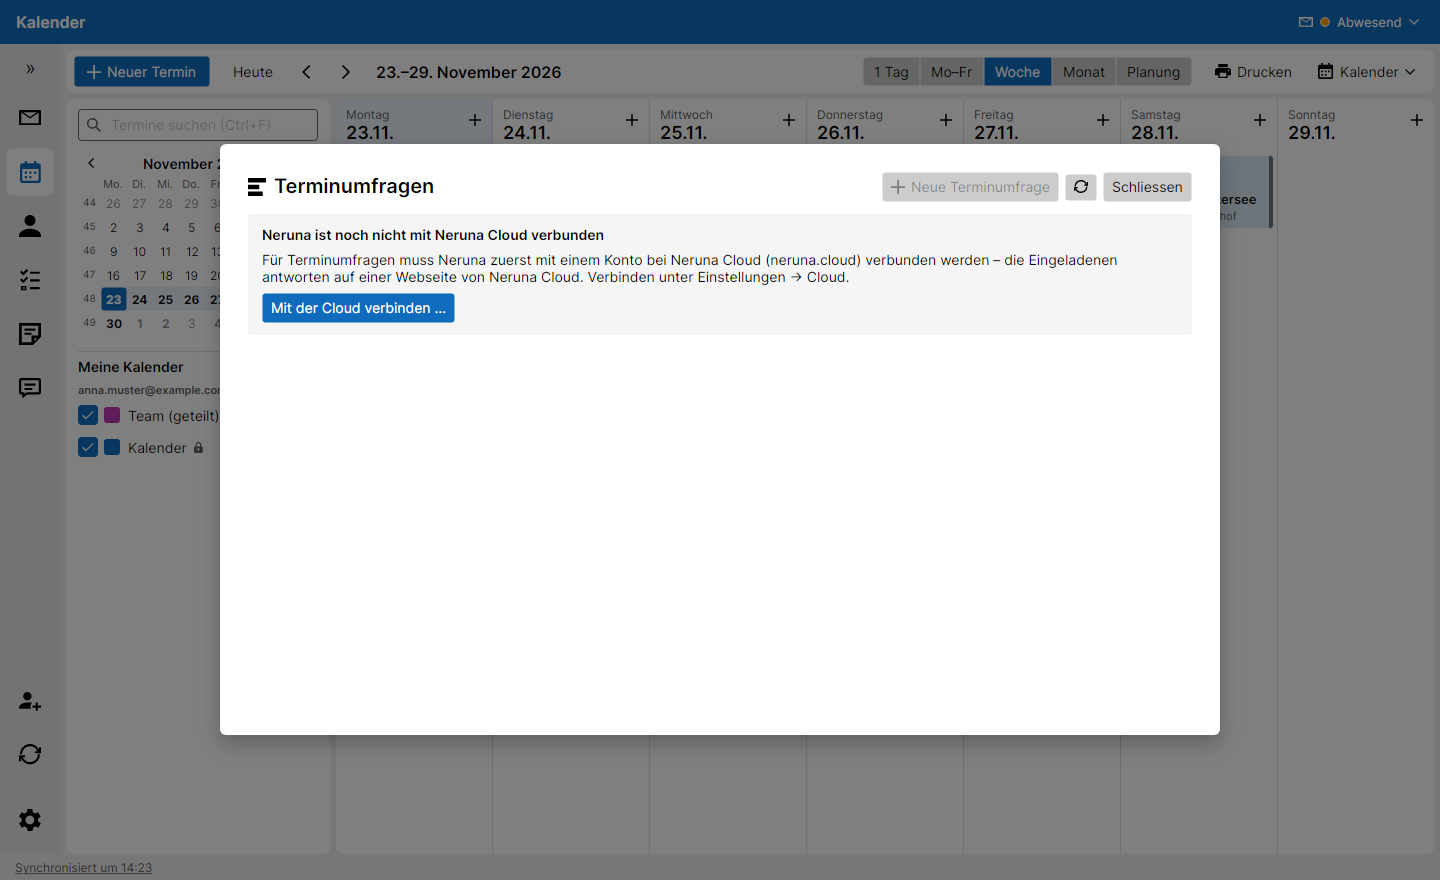 Kalender
Abwesend
Neuer Termin
Heute
23.–29. November 2026
1 Tag
Mo–Fr
Woche
Monat
Planung
Drucken
Kalender
Termine suchen (Ctrl+F)
Montag
23.11.
Dienstag
24.11.
Mittwoch
25.11.
Donnerstag
26.11.
Freitag
27.11.
Samstag
28.11.
Sonntag
29.11.
November
Mo. Di. Mi. Do.
44 26 27 28 29
45 2 3 4 5
46 9 10 11 12
47 16 17 18 19
48 23 24 25 26
49 30 1 2 3
Meine Kalender
Team (geteilt)
Kalender
Terminumfragen
Neue Terminumfrage
Schliessen
Neruna ist noch nicht mit Neruna Cloud verbunden
Für Terminumfragen muss Neruna zuerst mit einem Konto bei Neruna Cloud (neruna.cloud) verbunden werden – die Eingeladenen
antworten auf einer Webseite von Neruna Cloud. Verbinden unter Einstellungen → Cloud.
Mit der Cloud verbinden ...
Synchronisiert um 14:23